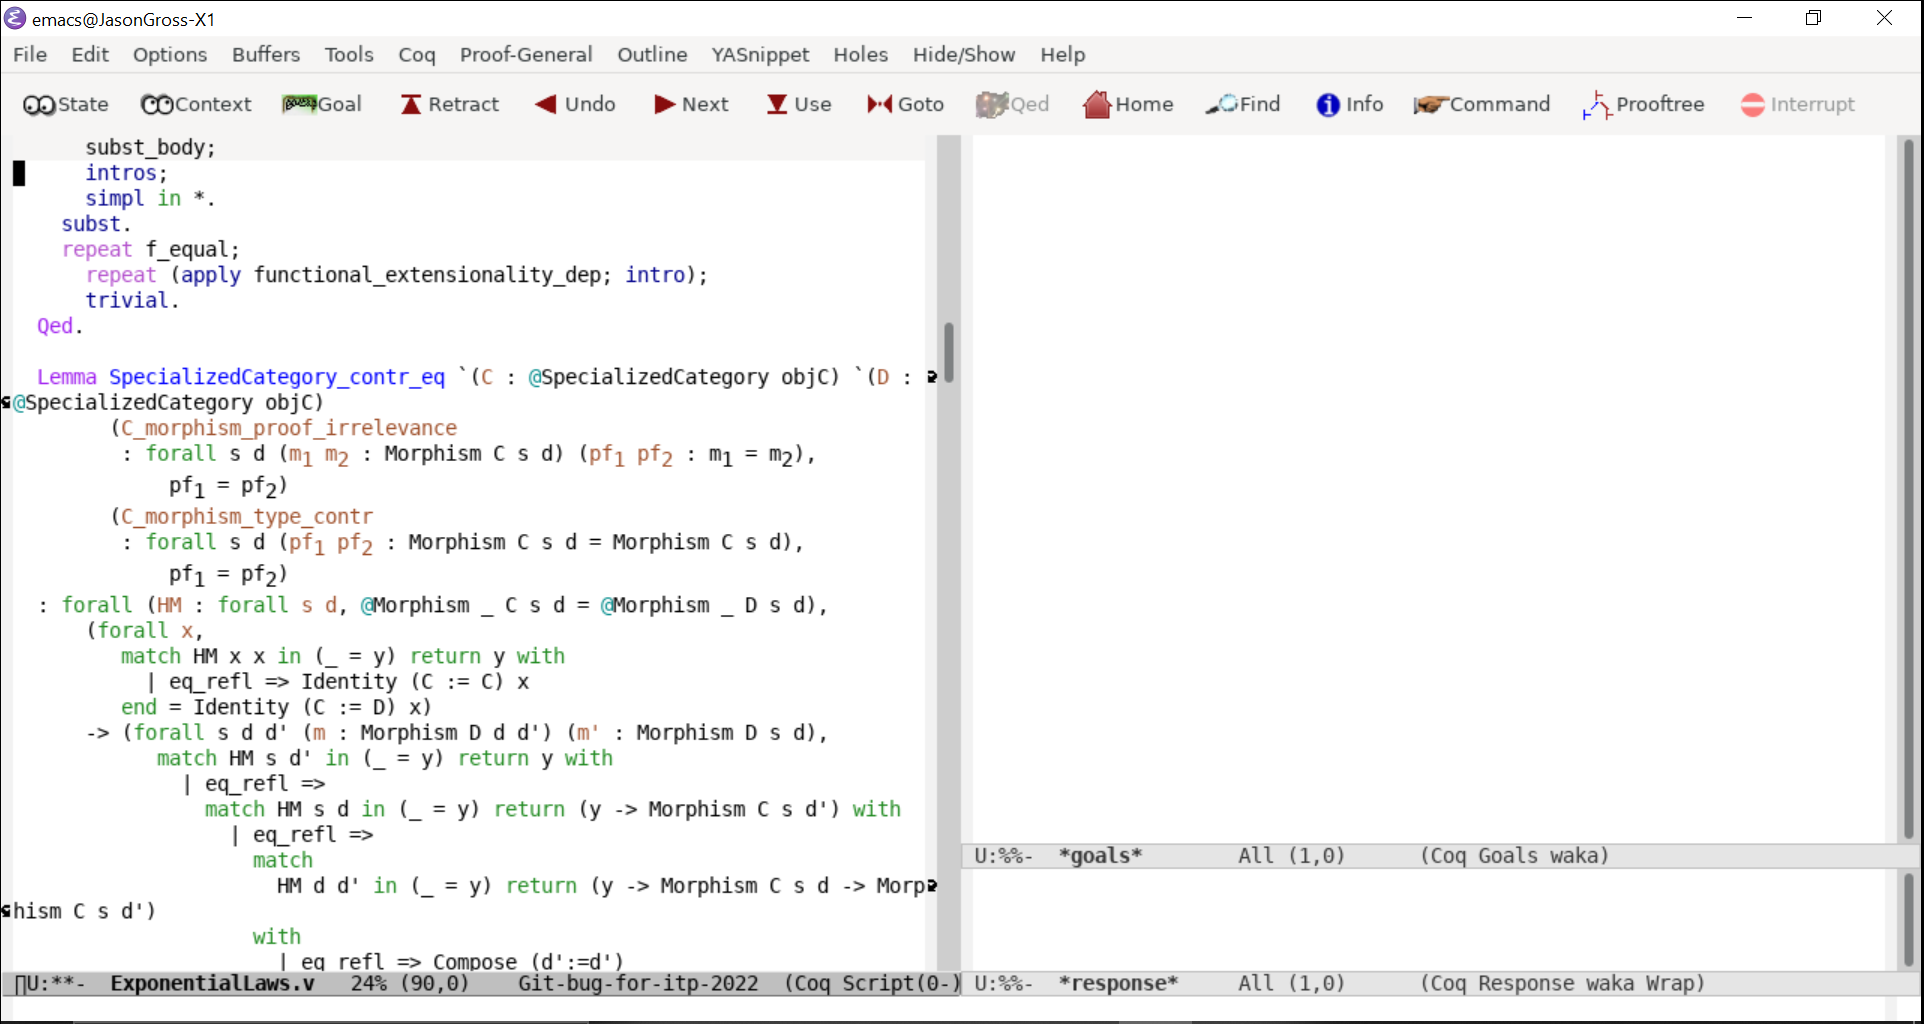 emacs@JasonGross-X1
File Edit Options Buffers Tools Coq Proof-General Outline YASnippet Holes Hide/Show Help
State Context Goal Retract Undo Next Use Goto Qed Home Find Info Command Prooftree Interrupt
subst_body;
intros;
simpl in *.
subst.
repeat f_equal;
repeat (apply functional_extensionality_dep; intro);
trivial.
Qed.
Lemma SpecializedCategory_contr_eq `(C : @SpecializedCategory objC) `(D :
@SpecializedCategory objC)
(C_morphism_proof_irrelevance
: forall s d (m₁ m₂ : Morphism C s d) (pf₁ pf₂ : m₁ = m₂),
pf₁ = pf₂)
(C_morphism_type_contr
: forall s d (pf₁ pf₂ : Morphism C s d = Morphism C s d),
pf₁ = pf₂)
: forall (HM : forall s d, @Morphism _ C s d = @Morphism _ D s d),
(forall x,
match HM x x in (_ = y) return y with
| eq_refl => Identity (C := C) x
end = Identity (C := D) x)
-> (forall s d d' (m : Morphism D d d') (m' : Morphism D s d),
match HM s d' in (_ = y) return y with
| eq_refl =>
match HM s d in (_ = y) return (y -> Morphism C s d') with
| eq_refl =>
match
HM d d' in (_ = y) return (y -> Morphism C s d -> Morp
hism C s d')
with
| eq_refl => Compose (d':=d')
U:**- ExponentialLaws.v 24% (90,0) Git-bug-for-itp-2022 (Coq Script(0-)
U:%%- *goals* All (1,0) (Coq Goals waka)
U:%%- *response* All (1,0) (Coq Response waka Wrap)